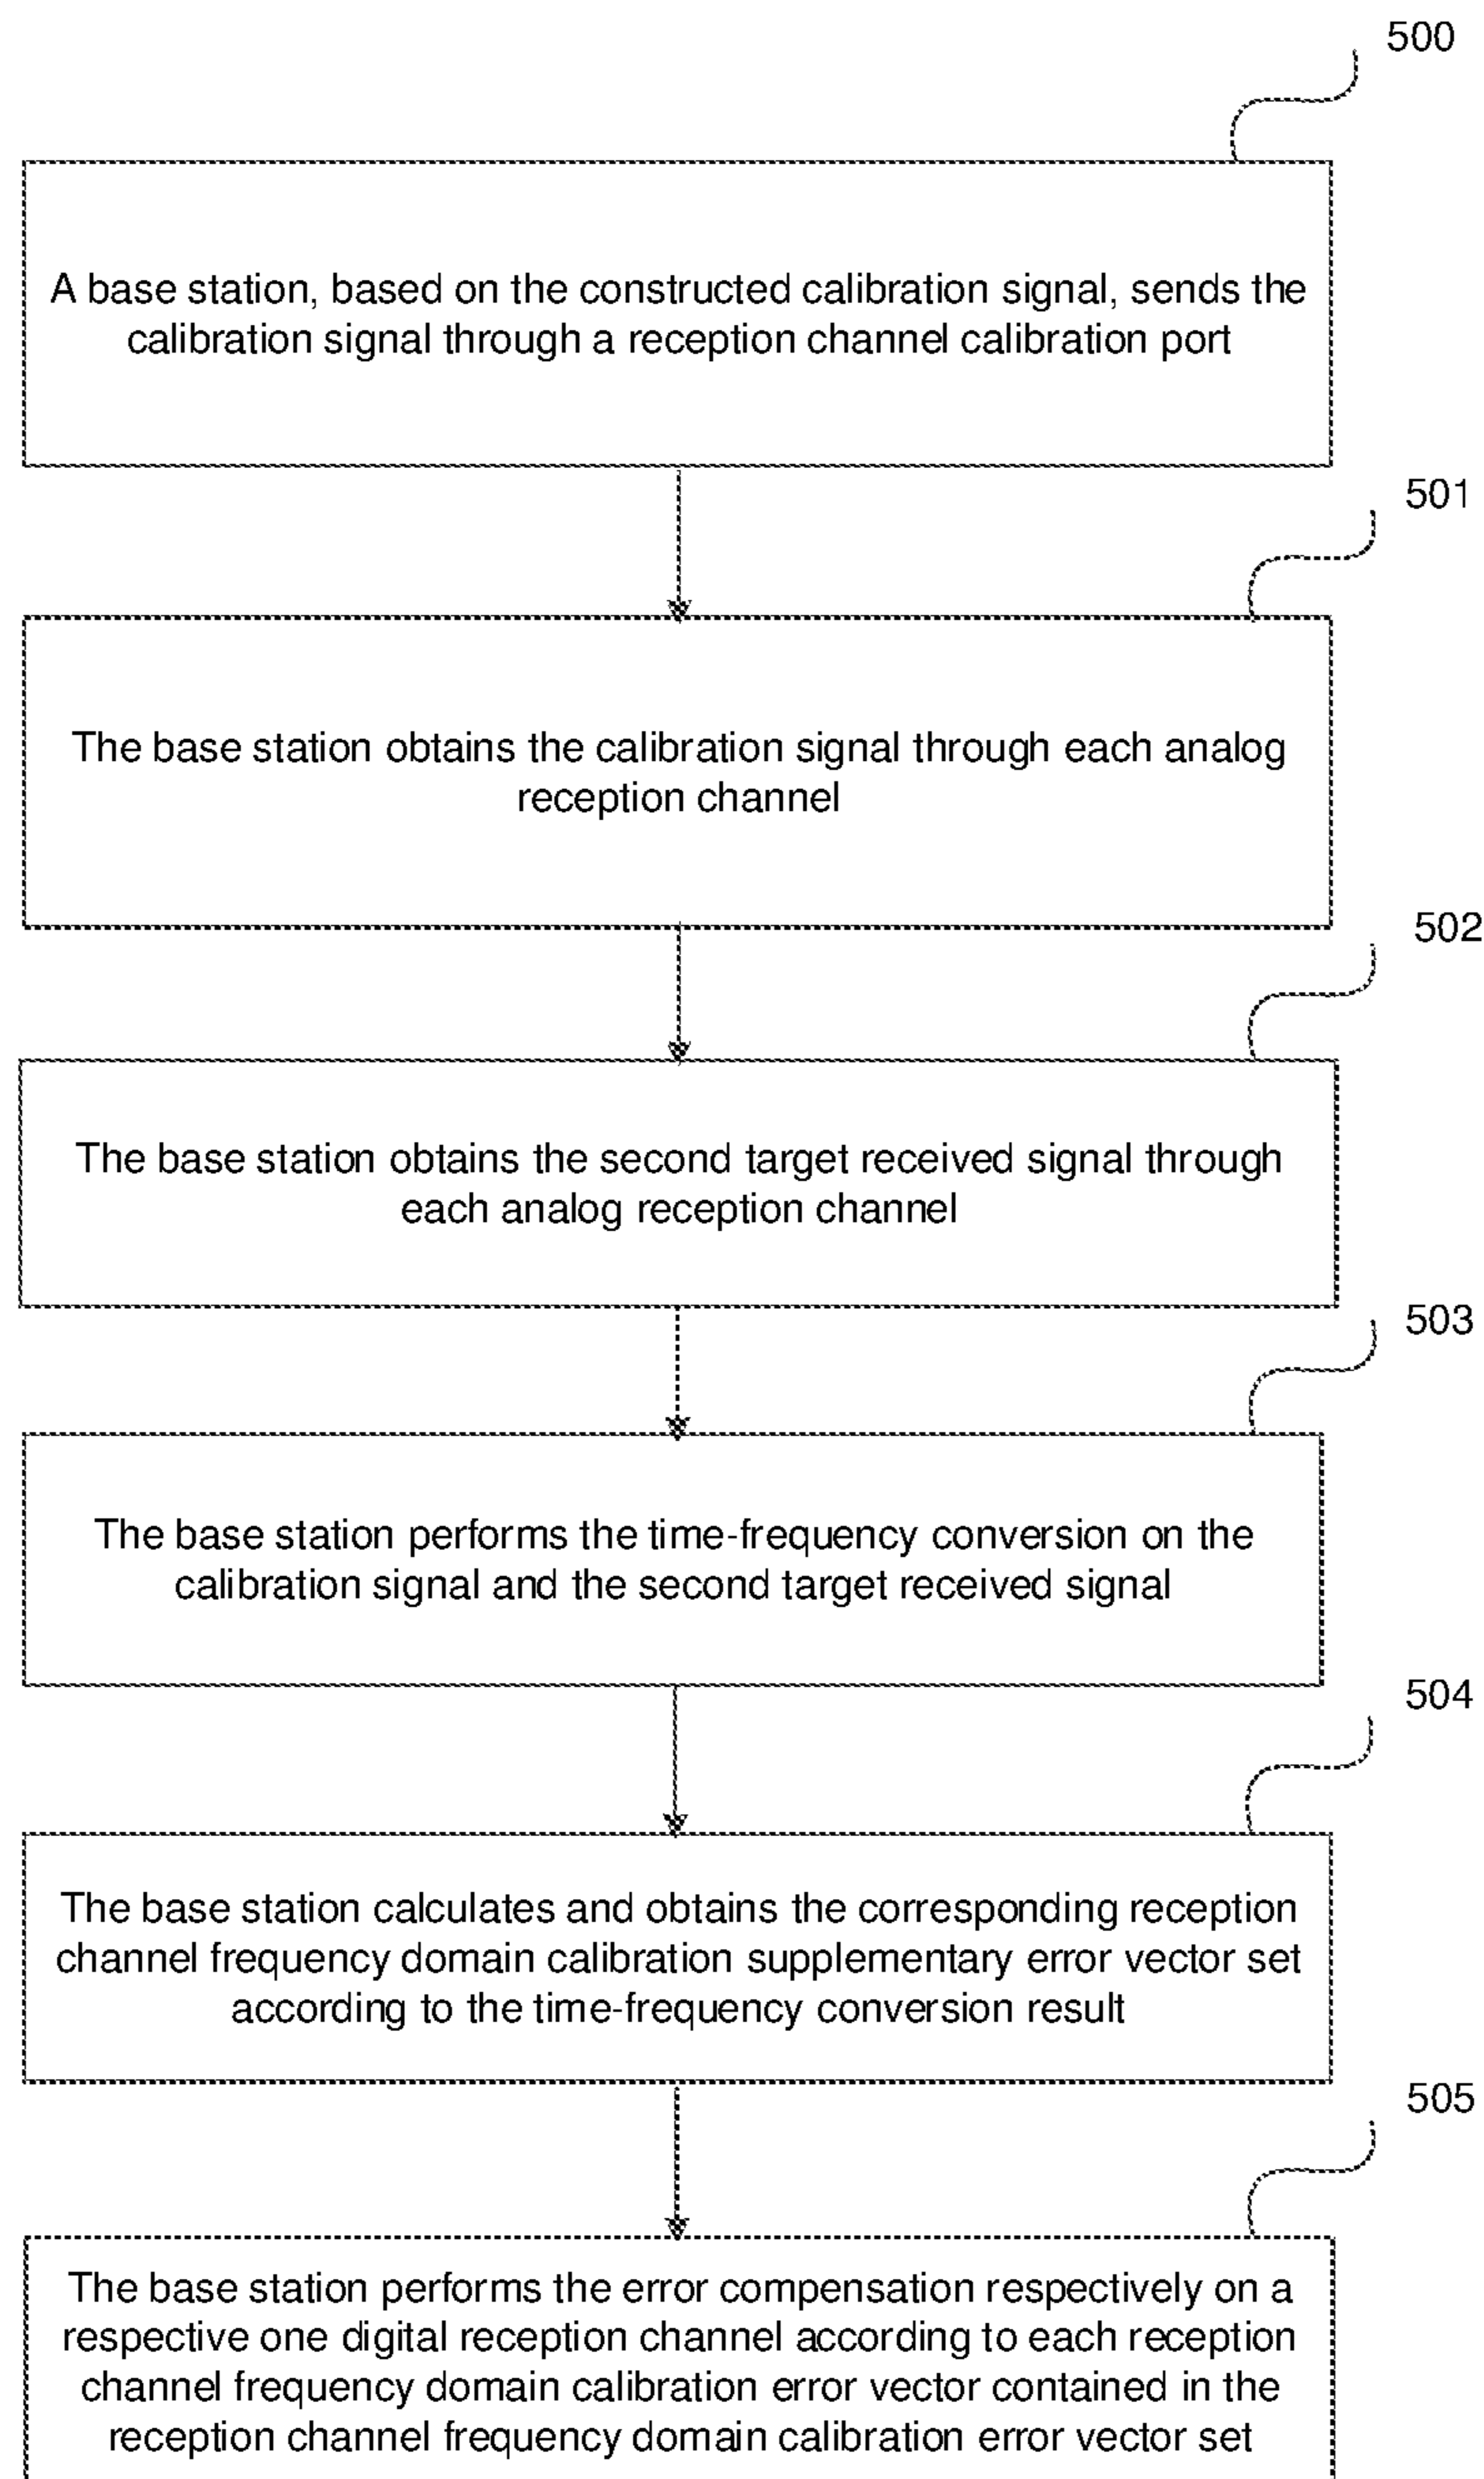 500
A base station, based on the constructed calibration signal, sends the
calibration signal through a reception channel calibration port
501
The base station obtains the calibration signal through each analog
reception channel
502
The base station obtains the second target received signal through
each analog reception channel
503
The base station performs the time-frequency conversion on the
calibration signal and the second target received signal
504
The base station calculates and obtains the corresponding reception
channel frequency domain calibration supplementary error vector set
according to the time-frequency conversion result
505
The base station performs the error compensation respectively on a
respective one digital reception channel according to each reception
channel frequency domain calibration error vector contained in the
reception channel frequency domain calibration error vector set